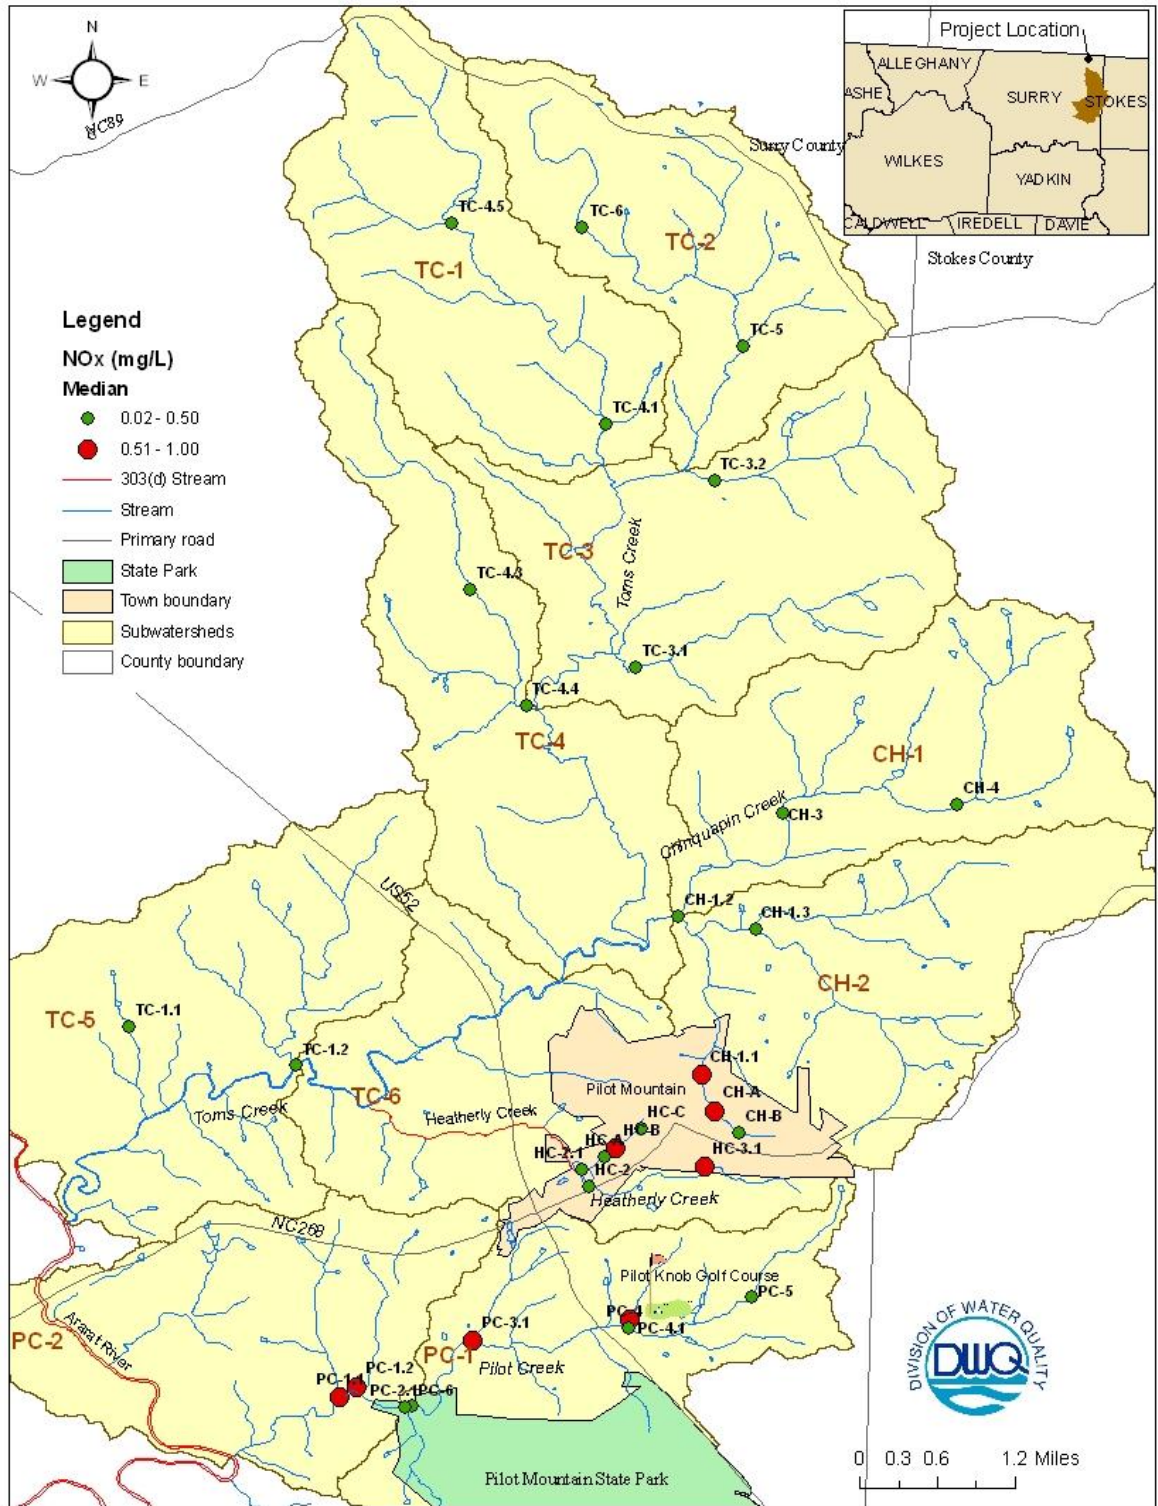 N
W
E
NC89
Project Location
ALLEGHANY
ASHE
SURRY
STOKES
WILKES
YADKIN
CALDWELL
IREDELL
DAVIE
Surry County
Stokes County
TC-4.5
TC-6
TC-2
TC-1
TC-5
Legend
NOx (mg/L)
Median
0.02 - 0.50
0.51 - 1.00
303(d) Stream
Stream
Primary road
State Park
Town boundary
Subwatersheds
County boundary
TC-4.1
TC-3.2
TC-3
Toms Creek
TC-4.3
TC-3.1
TC-4.4
TC-4
CH-1
CH-4
CH-3
Chinquapin Creek
US52
CH-1.2
CH-1.3
CH-2
TC-5
TC-1.1
TC-1.2
TC-6
Toms Creek
Heatherly Creek
CH-1.1
Pilot Mountain
CH-A
HC-C
CH-B
HC-B
HC-A
HC-2.1
HC-3.1
HC-2
Heatherly Creek
NC268
Pilot Knob Golf Course
PC-5
PC-4
PC-4.1
PC-2
Ararat River
PC-3.1
PC-1
Pilot Creek
PC-1.2
PC-1.1
PC-2.1
PC-6
DIVISION OF WATER QUALITY
DWQ
0 0.3 0.6 1.2 Miles
Pilot Mountain State Park